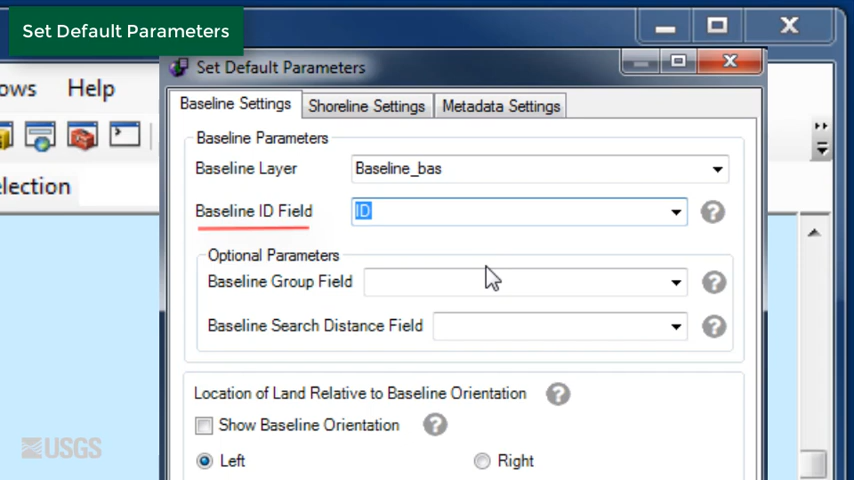 Set Default Parameters
Set Default Parameters
ows Help
Baseline Settings Shoreline Settings Metadata Settings
Baseline Parameters
Baseline Layer Baseline_bas
election
Baseline ID Field ID
Optional Parameters
Baseline Group Field
Baseline Search Distance Field
Location of Land Relative to Baseline Orientation
Show Baseline Orientation
USGS
Left Right